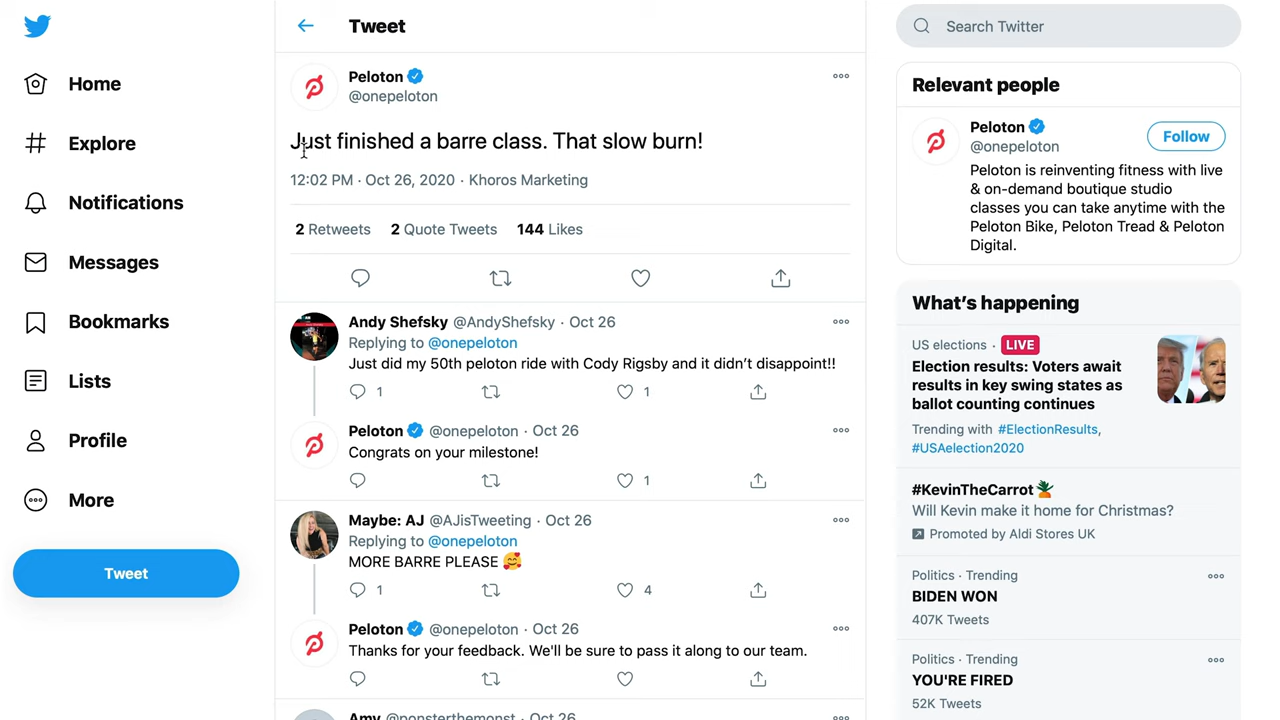 Home
Explore
Notifications
Messages
Bookmarks
Lists
Profile
More
Tweet
Tweet
Peloton
@onepeloton
Just finished a barre class. That slow burn!
12:02 PM · Oct 26, 2020 · Khoros Marketing
2 Retweets 2 Quote Tweets 144 Likes
Andy Shefsky @AndyShefsky · Oct 26
Replying to @onepeloton
Just did my 50th peloton ride with Cody Rigsby and it didn’t disappoint!!
1 1
Peloton @onepeloton · Oct 26
Congrats on your milestone!
1
Maybe: AJ @AJisTweeting · Oct 26
Replying to @onepeloton
MORE BARRE PLEASE 🥰
1 4
Peloton @onepeloton · Oct 26
Thanks for your feedback. We'll be sure to pass it along to our team.
Amy @ponsterthemonst · Oct 26
Search Twitter
Relevant people
Peloton
@onepeloton
Follow
Peloton is reinventing fitness with live
& on-demand boutique studio
classes you can take anytime with the
Peloton Bike, Peloton Tread & Peloton
Digital.
What’s happening
US elections · LIVE
Election results: Voters await
results in key swing states as
ballot counting continues
Trending with #ElectionResults,
#USAelection2020
#KevinTheCarrot🥕
Will Kevin make it home for Christmas?
Promoted by Aldi Stores UK
Politics · Trending
BIDEN WON
407K Tweets
Politics · Trending
YOU'RE FIRED
52K Tweets